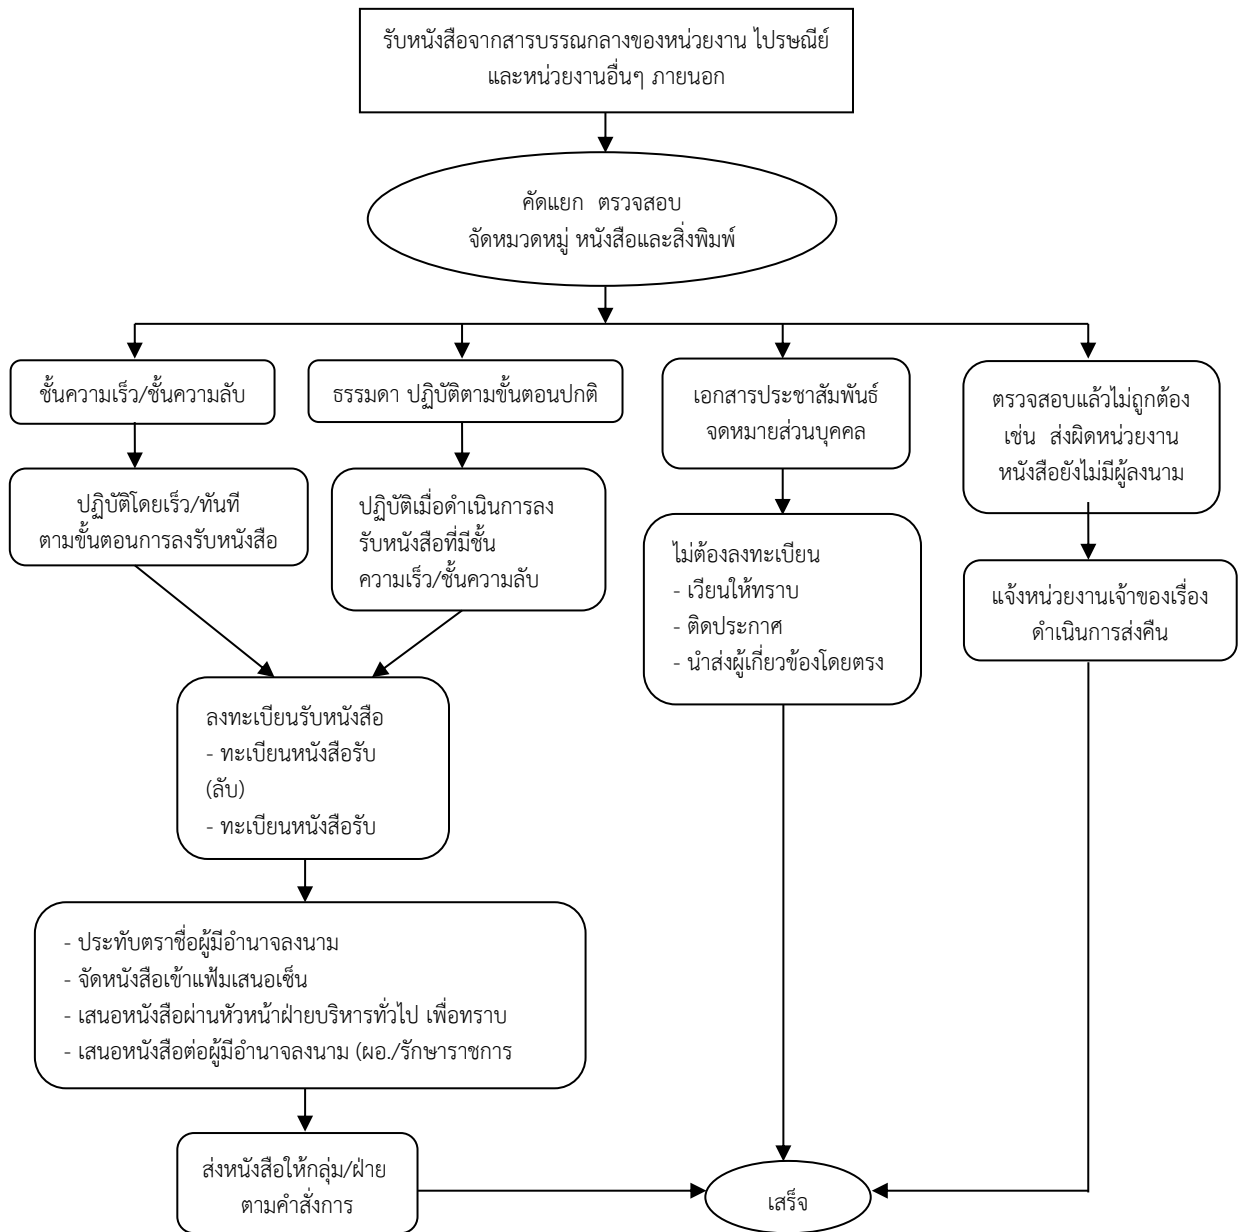 รับหนังสือจากสารบรรณกลางของหน่วยงาน ไปรษณีย์
และหน่วยงานอื่นๆ ภายนอก
คัดแยก ตรวจสอบ
จัดหมวดหมู่ หนังสือและสิ่งพิมพ์
ชั้นความเร็ว/ชั้นความลับ
ธรรมดา ปฏิบัติตามขั้นตอนปกติ
เอกสารประชาสัมพันธ์
จดหมายส่วนบุคคล
ตรวจสอบแล้วไม่ถูกต้อง
เช่น ส่งผิดหน่วยงาน
หนังสือยังไม่มีผู้ลงนาม
ปฏิบัติโดยเร็ว/ทันที
ตามขั้นตอนการลงรับหนังสือ
ปฏิบัติเมื่อดำเนินการลง
รับหนังสือที่มีชั้น
ความเร็ว/ชั้นความลับ
ไม่ต้องลงทะเบียน
- เวียนให้ทราบ
- ติดประกาศ
- นำส่งผู้เกี่ยวข้องโดยตรง
แจ้งหน่วยงานเจ้าของเรื่อง
ดำเนินการส่งคืน
ลงทะเบียนรับหนังสือ
- ทะเบียนหนังสือรับ
(ลับ)
- ทะเบียนหนังสือรับ
- ประทับตราชื่อผู้มีอำนาจลงนาม
- จัดหนังสือเข้าแฟ้มเสนอเซ็น
- เสนอหนังสือผ่านหัวหน้าฝ่ายบริหารทั่วไป เพื่อทราบ
- เสนอหนังสือต่อผู้มีอำนาจลงนาม (ผอ./รักษาราชการ
ส่งหนังสือให้กลุ่ม/ฝ่าย
ตามคำสั่งการ
เสร็จ